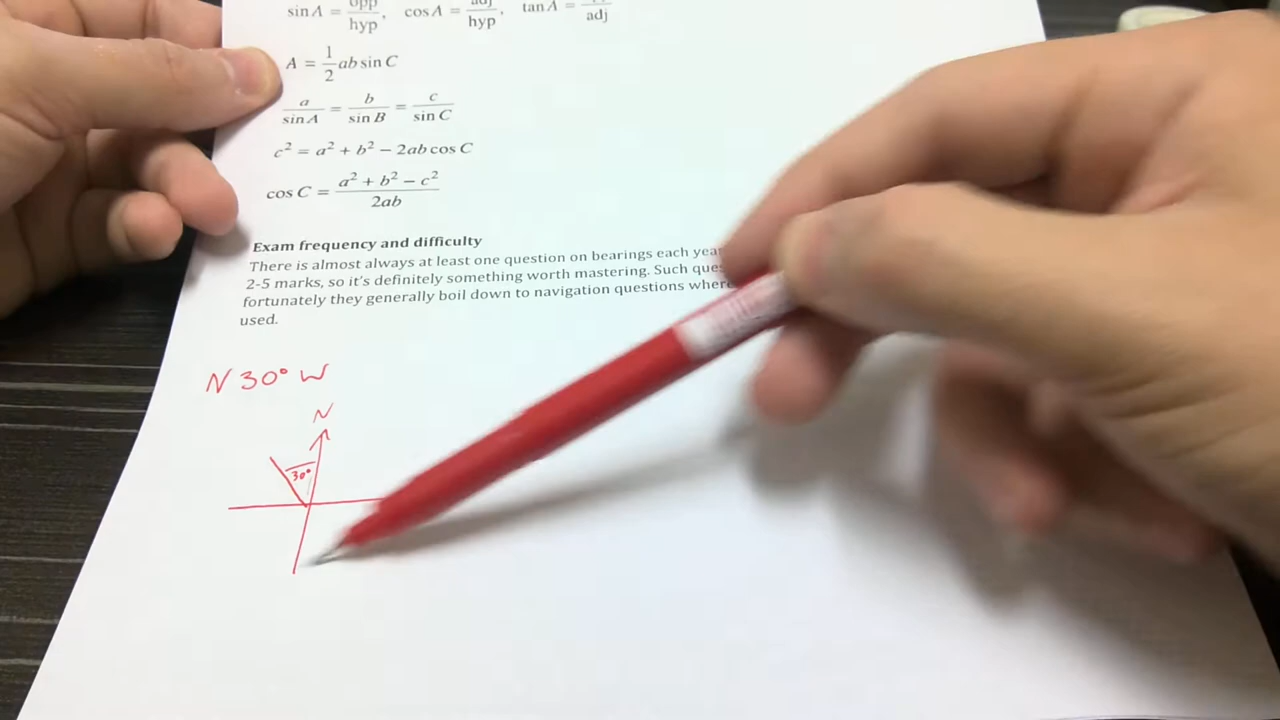 sin A = opp/hyp, cos A = adj/hyp, tan A = /adj
A = 1/2 ab sin C
a/sin A = b/sin B = c/sin C
c² = a² + b² − 2ab cos C
cos C = a² + b² − c²/2ab
Exam frequency and difficulty
There is almost always at least one question on bearings each
2-5 marks, so it's definitely something worth mastering. Such
fortunately they generally boil down to navigation questions where
used.
N 30° W
N
30°